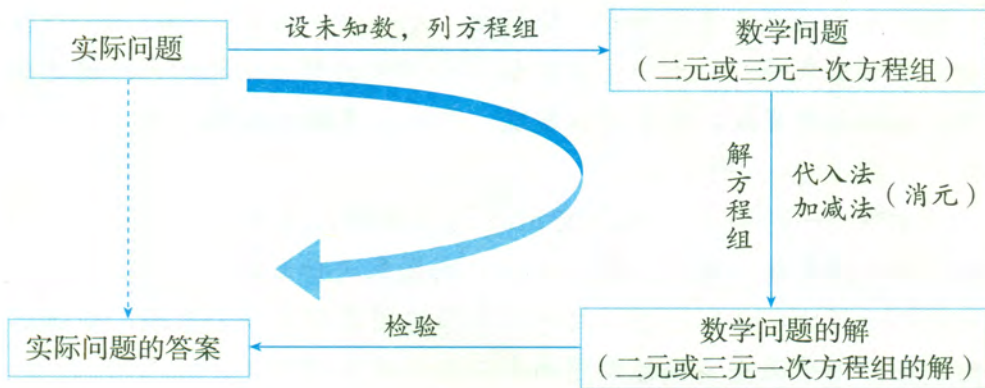 实际问题
设未知数，列方程组
数学问题
（二元或三元一次方程组）
解方程组
代入法
加减法
（消元）
数学问题的解
（二元或三元一次方程组的解）
检验
实际问题的答案